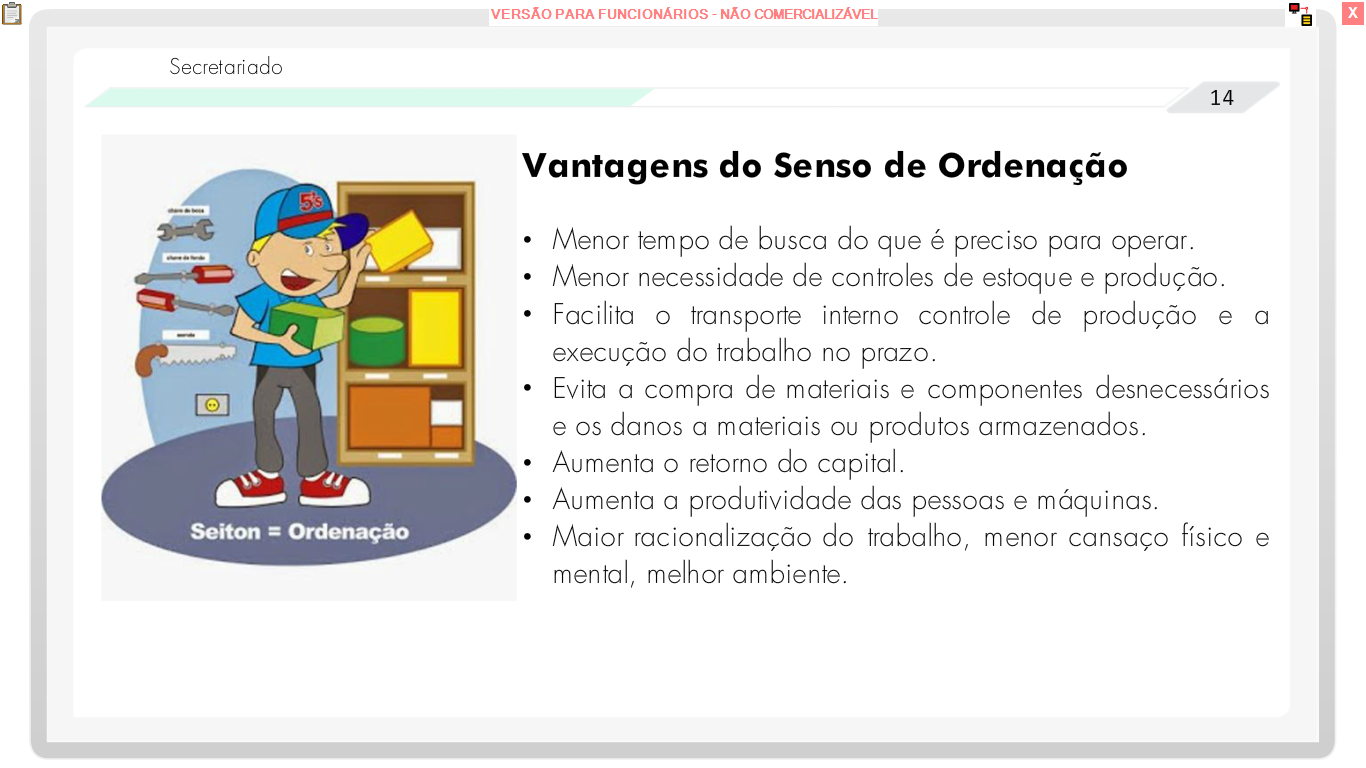 VERSÃO PARA FUNCIONÁRIOS - NÃO COMERCIALIZÁVEL
X
Secretariado
14
Vantagens do Senso de Ordenação
• Menor tempo de busca do que é preciso para operar.
• Menor necessidade de controles de estoque e produção.
• Facilita o transporte interno controle de produção e a
execução do trabalho no prazo.
• Evita a compra de materiais e componentes desnecessários
e os danos a materiais ou produtos armazenados.
• Aumenta o retorno do capital.
• Aumenta a produtividade das pessoas e máquinas.
• Maior racionalização do trabalho, menor cansaço físico e
mental, melhor ambiente.
chave de boca
chave de fenda
serrote
5's
Seiton = Ordenação